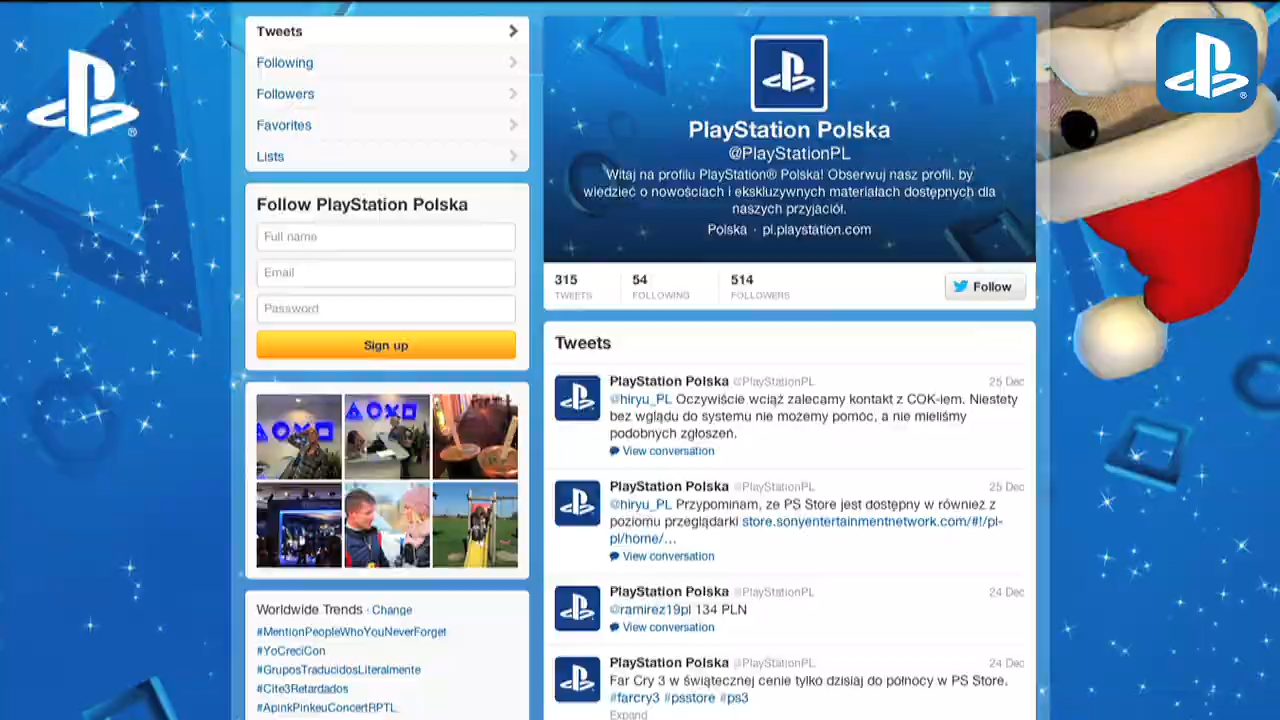 Tweets
Following
Followers
Favorites
Lists
Follow PlayStation Polska
Full name
Email
Password
Sign up
Worldwide Trends · Change
#MentionPeopleWhoYouNeverForget
#YoCreciCon
#GruposTraducidosLiteralmente
#Cite3Retardados
#ApinkPinkeuConcertRPTL
PlayStation Polska
@PlayStationPL
Witaj na profilu PlayStation® Polska! Obserwuj nasz profil, by
wiedzieć o nowościach i ekskluzywnych materiałach dostępnych dla
naszych przyjaciół.
Polska · pl.playstation.com
315
TWEETS
54
FOLLOWING
514
FOLLOWERS
Follow
Tweets
PlayStation Polska @PlayStationPL 25 Dec
@hiryu_PL Oczywiście wciąż zalecamy kontakt z COK-iem. Niestety
bez wglądu do systemu nie możemy pomóc, a nie mieliśmy
podobnych zgłoszeń.
View conversation
PlayStation Polska @PlayStationPL 25 Dec
@hiryu_PL Przypominam, ze PS Store jest dostępny w również z
poziomu przeglądarki store.sonyentertainmentnetwork.com/#!/pl-
pl/home/…
View conversation
PlayStation Polska @PlayStationPL 24 Dec
@ramirez19pl 134 PLN
View conversation
PlayStation Polska @PlayStationPL 24 Dec
Far Cry 3 w świątecznej cenie tylko dzisiaj do północy w PS Store.
#farcry3 #psstore #ps3
Expand